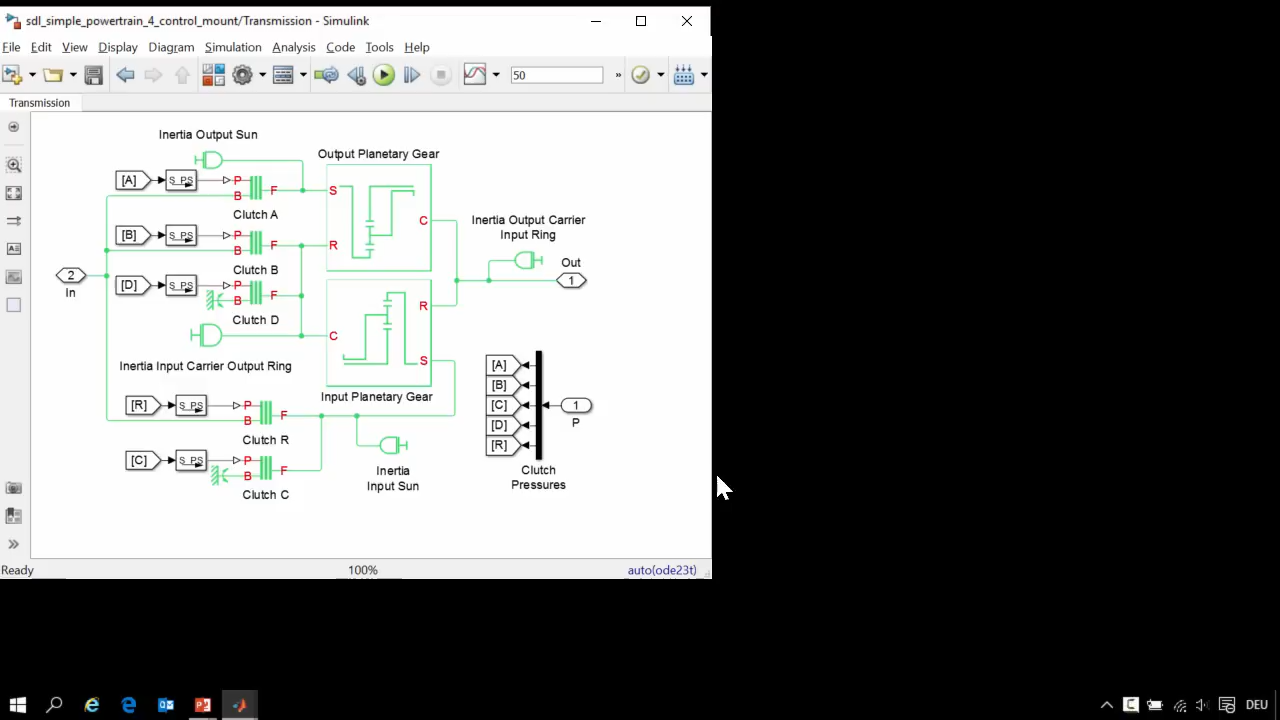 sdl_simple_powertrain_4_control_mount/Transmission - Simulink
File Edit View Display Diagram Simulation Analysis Code Tools Help
50 »
Transmission
Inertia Output Sun
Output Planetary Gear
[A] S PS P B F S
Clutch A
C
Inertia Output Carrier
Input Ring
[B] S PS P B F R
Clutch B
Out
2 1
In
[D] S PS P B F
Clutch D
R
C
S
Inertia Input Carrier Output Ring
Input Planetary Gear
[A]
[B]
[C] 1
P
[D]
[R]
Clutch
Pressures
[R] S PS P B F
Clutch R
[C] S PS P B F
Clutch C
Inertia
Input Sun
»
Ready 100% auto(ode23t)
DEU